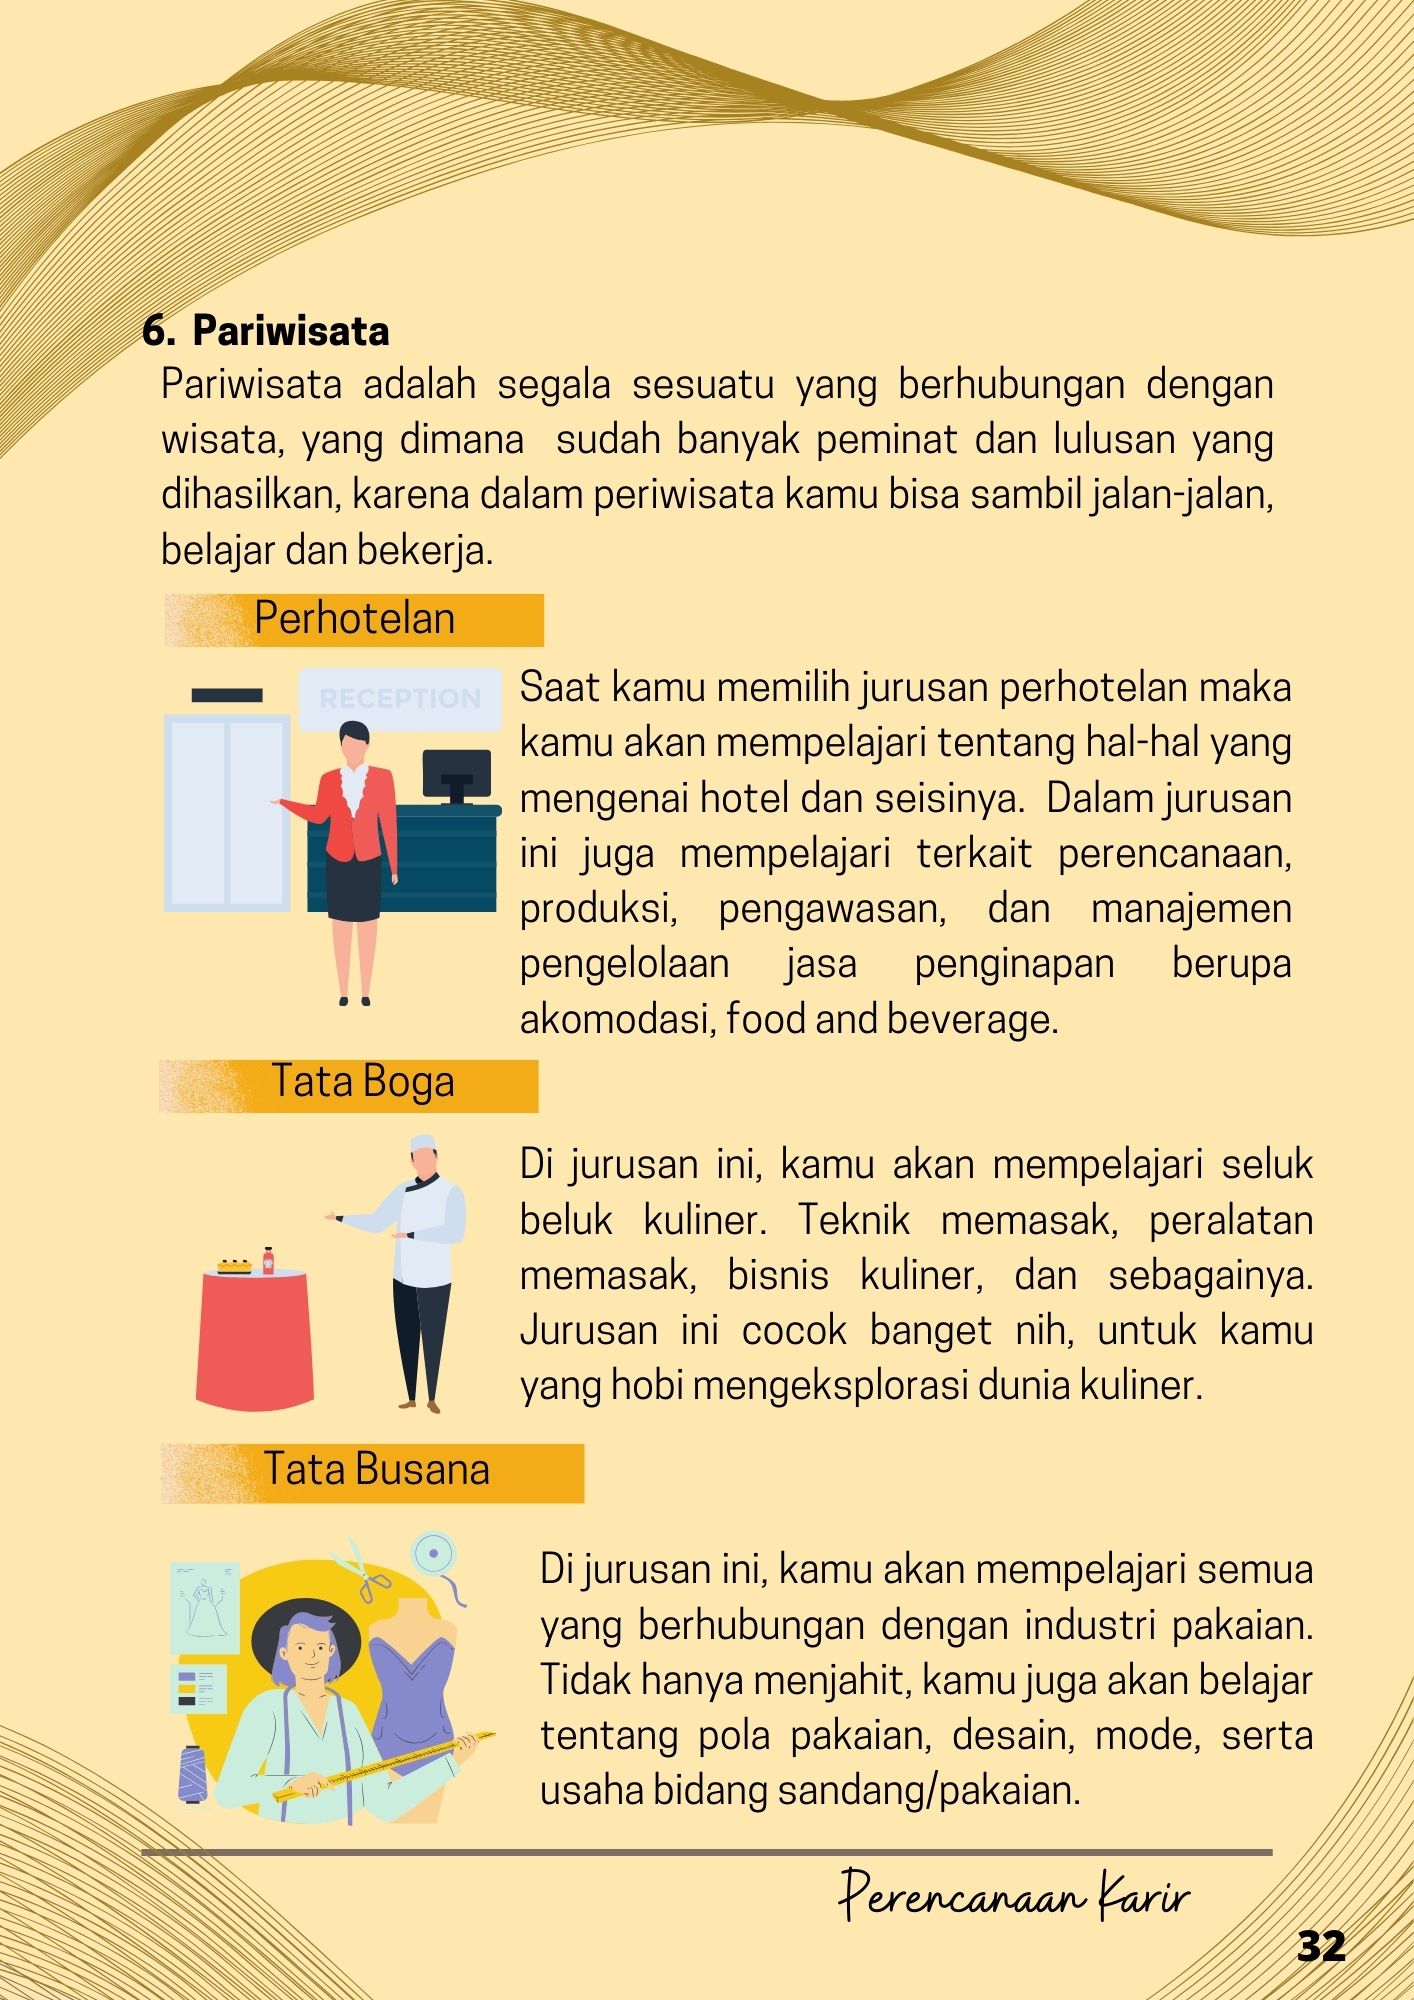 6. Pariwisata
Pariwisata adalah segala sesuatu yang berhubungan dengan
wisata, yang dimana sudah banyak peminat dan lulusan yang
dihasilkan, karena dalam periwisata kamu bisa sambil jalan-jalan,
belajar dan bekerja.
Perhotelan
RECEPTION
Saat kamu memilih jurusan perhotelan maka
kamu akan mempelajari tentang hal-hal yang
mengenai hotel dan seisinya. Dalam jurusan
ini juga mempelajari terkait perencanaan,
produksi, pengawasan, dan manajemen
pengelolaan jasa penginapan berupa
akomodasi, food and beverage.
Tata Boga
Di jurusan ini, kamu akan mempelajari seluk
beluk kuliner. Teknik memasak, peralatan
memasak, bisnis kuliner, dan sebagainya.
Jurusan ini cocok banget nih, untuk kamu
yang hobi mengeksplorasi dunia kuliner.
Tata Busana
Di jurusan ini, kamu akan mempelajari semua
yang berhubungan dengan industri pakaian.
Tidak hanya menjahit, kamu juga akan belajar
tentang pola pakaian, desain, mode, serta
usaha bidang sandang/pakaian.
Perencanaan Karir
32